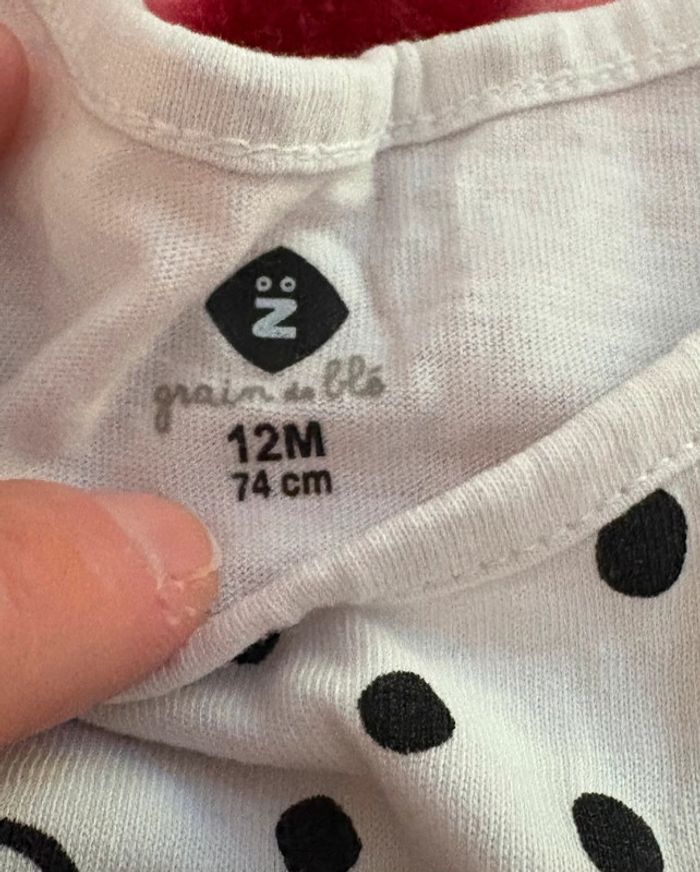 Z̈
grain de blé
12M
74 cm